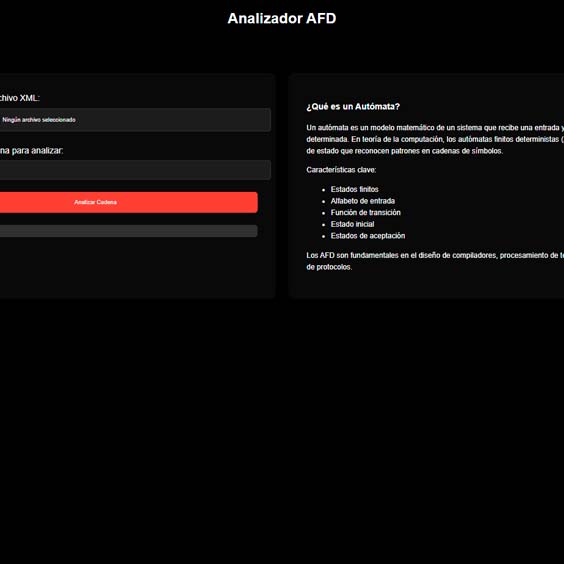 Analizador AFD
chivo XML:
Ningún archivo seleccionado
na para analizar:
Analizar Cadena
¿Qué es un Autómata?
Un autómata es un modelo matemático de un sistema que recibe una entrada y
determinada. En teoría de la computación, los autómatas finitos deterministas (
de estado que reconocen patrones en cadenas de símbolos.
Características clave:
• Estados finitos
• Alfabeto de entrada
• Función de transición
• Estado inicial
• Estados de aceptación
Los AFD son fundamentales en el diseño de compiladores, procesamiento de te
de protocolos.